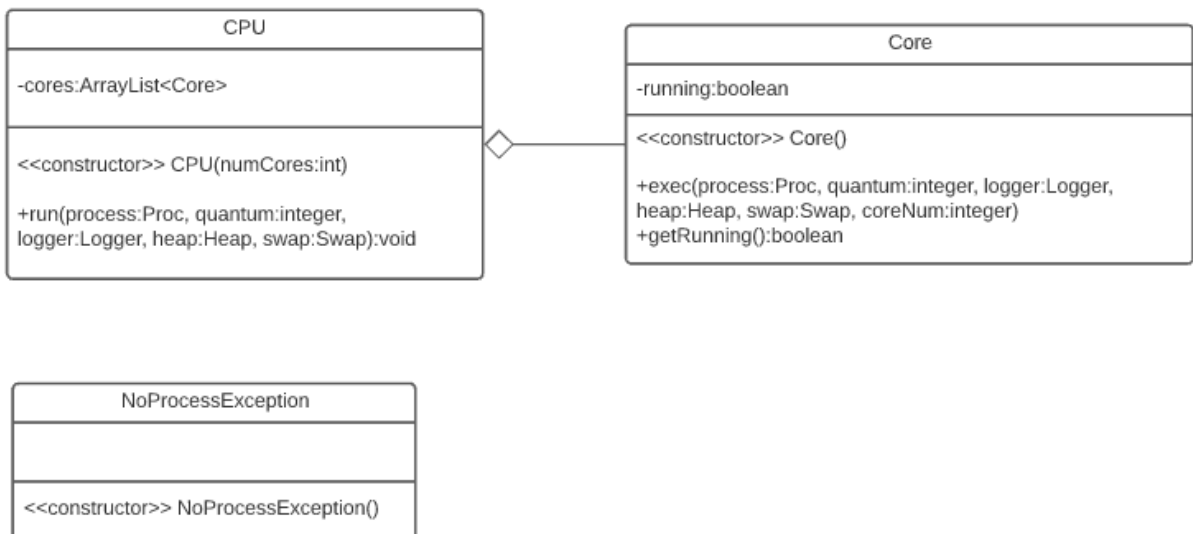 CPU
-cores:ArrayList<Core>
<<constructor>> CPU(numCores:int)
+run(process:Proc, quantum:integer,
logger:Logger, heap:Heap, swap:Swap):void
Core
-running:boolean
<<constructor>> Core()
+exec(process:Proc, quantum:integer, logger:Logger,
heap:Heap, swap:Swap, coreNum:integer)
+getRunning():boolean
NoProcessException
<<constructor>> NoProcessException()